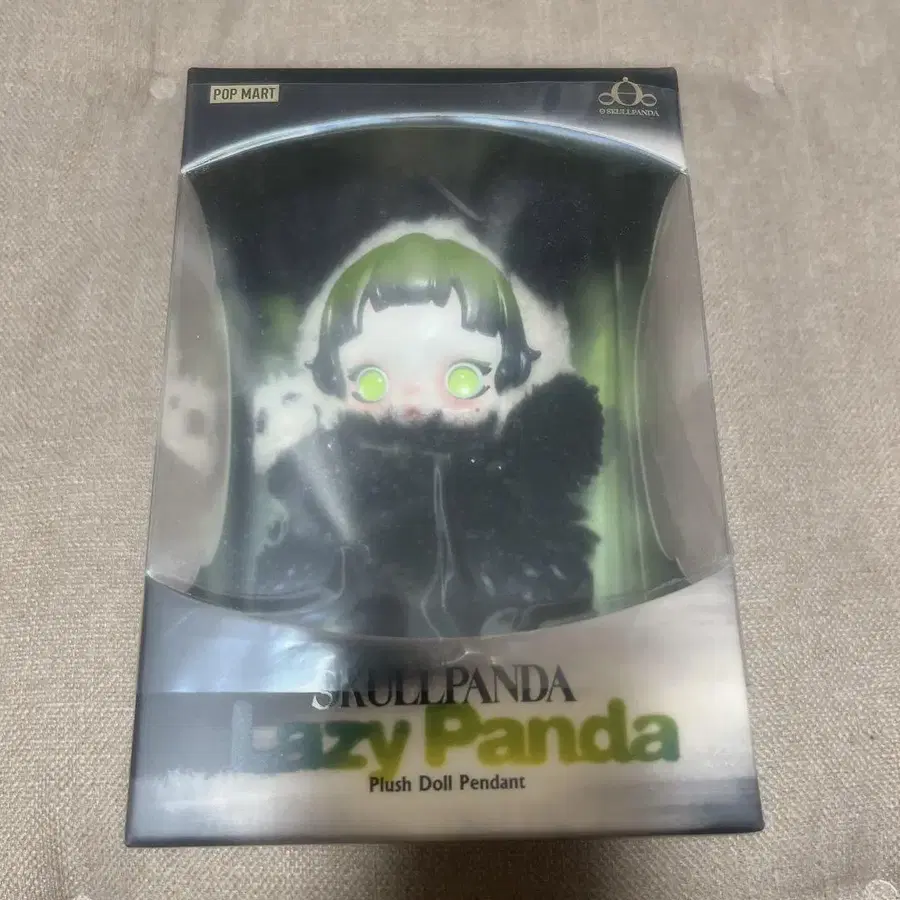 POP MART
© SKULLPANDA
SKULLPANDA
Lazy Panda
Plush Doll Pendant